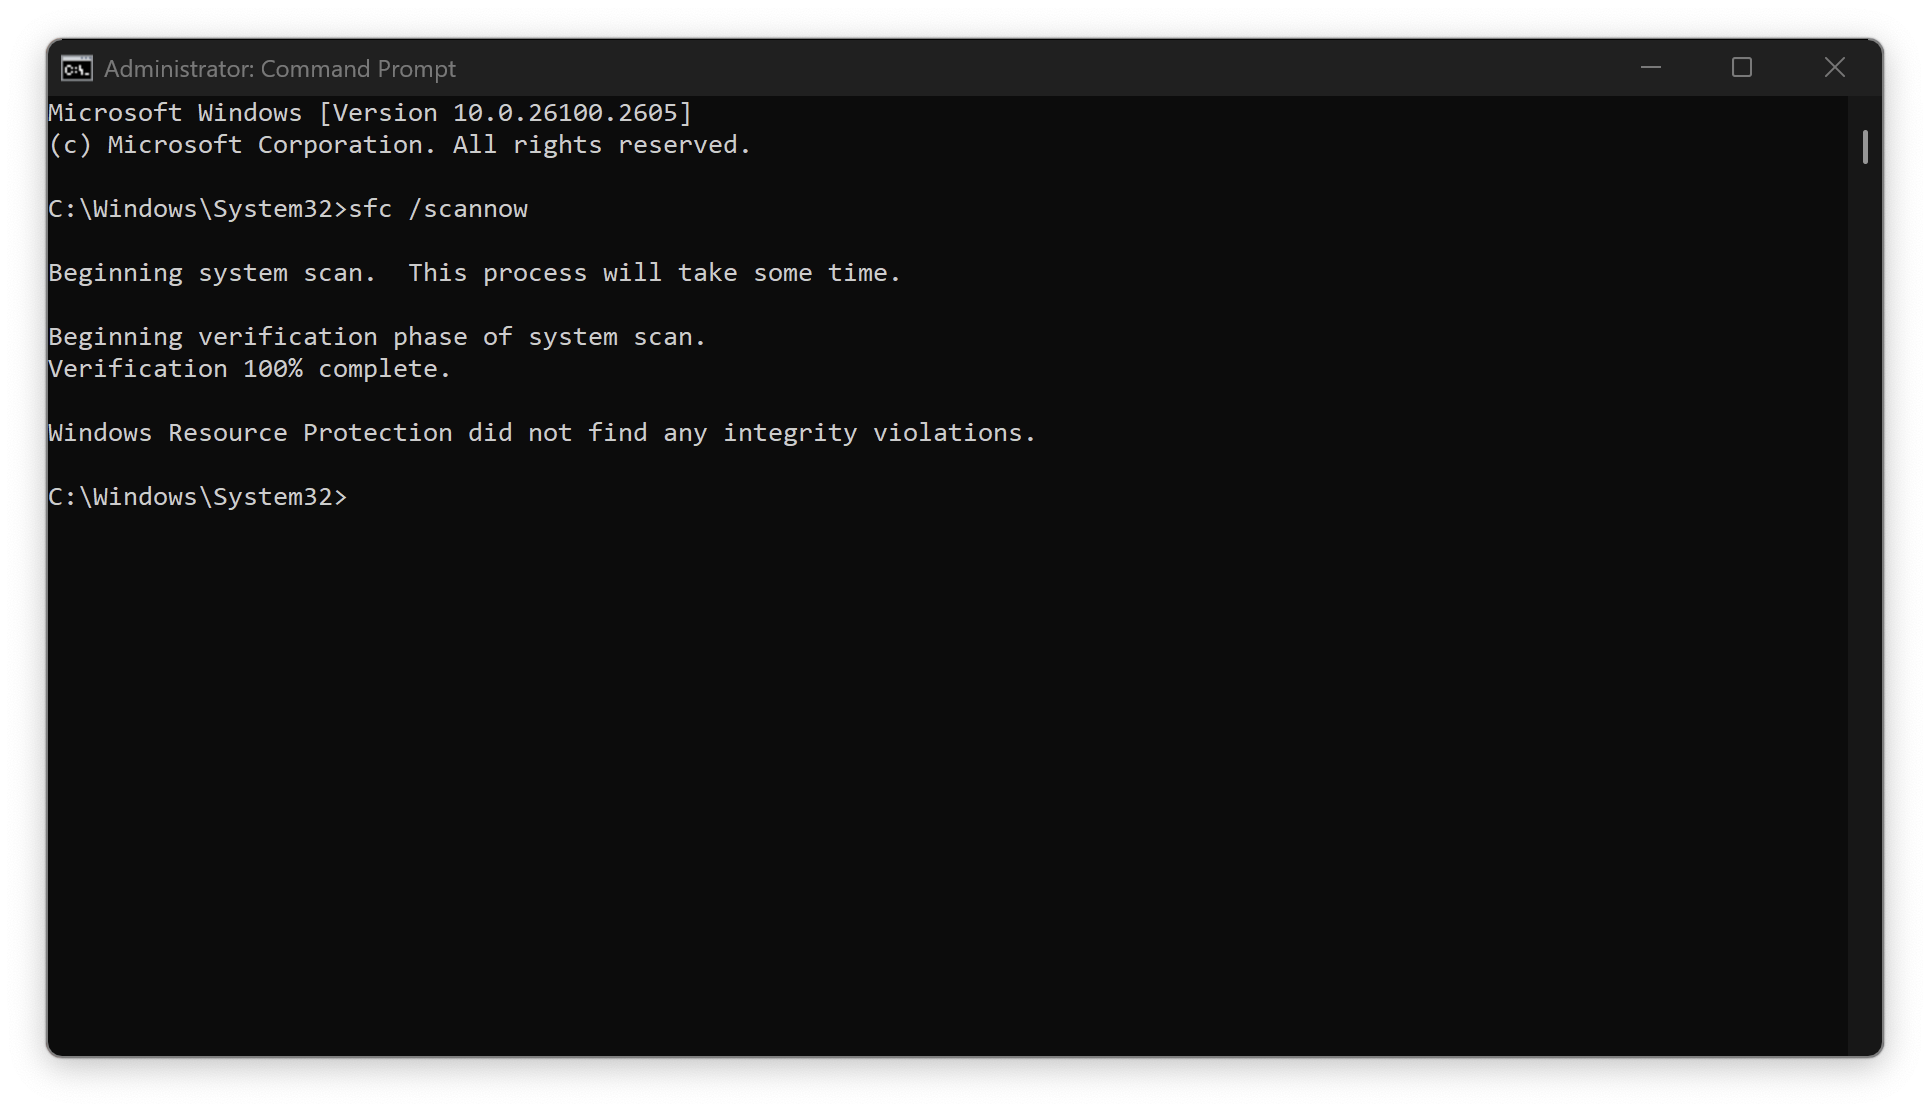 Administrator: Command Prompt
Microsoft Windows [Version 10.0.26100.2605]
(c) Microsoft Corporation. All rights reserved.
C:\Windows\System32>sfc /scannow
Beginning system scan.  This process will take some time.
Beginning verification phase of system scan.
Verification 100% complete.
Windows Resource Protection did not find any integrity violations.
C:\Windows\System32>